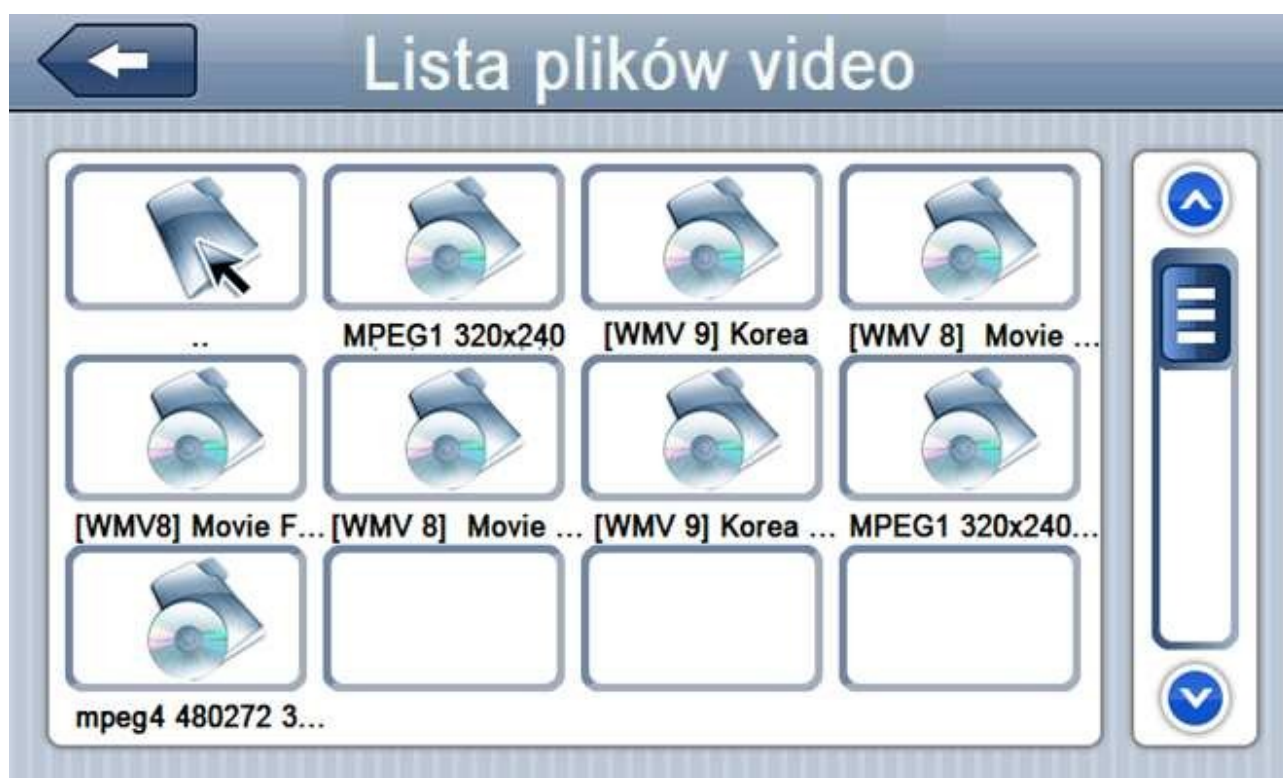 Lista plików video
..
MPEG1 320x240
[WMV 9] Korea
[WMV 8]  Movie ...
[WMV8] Movie F...
[WMV 8]  Movie ...
[WMV 9] Korea ...
MPEG1 320x240...
mpeg4 480272 3...